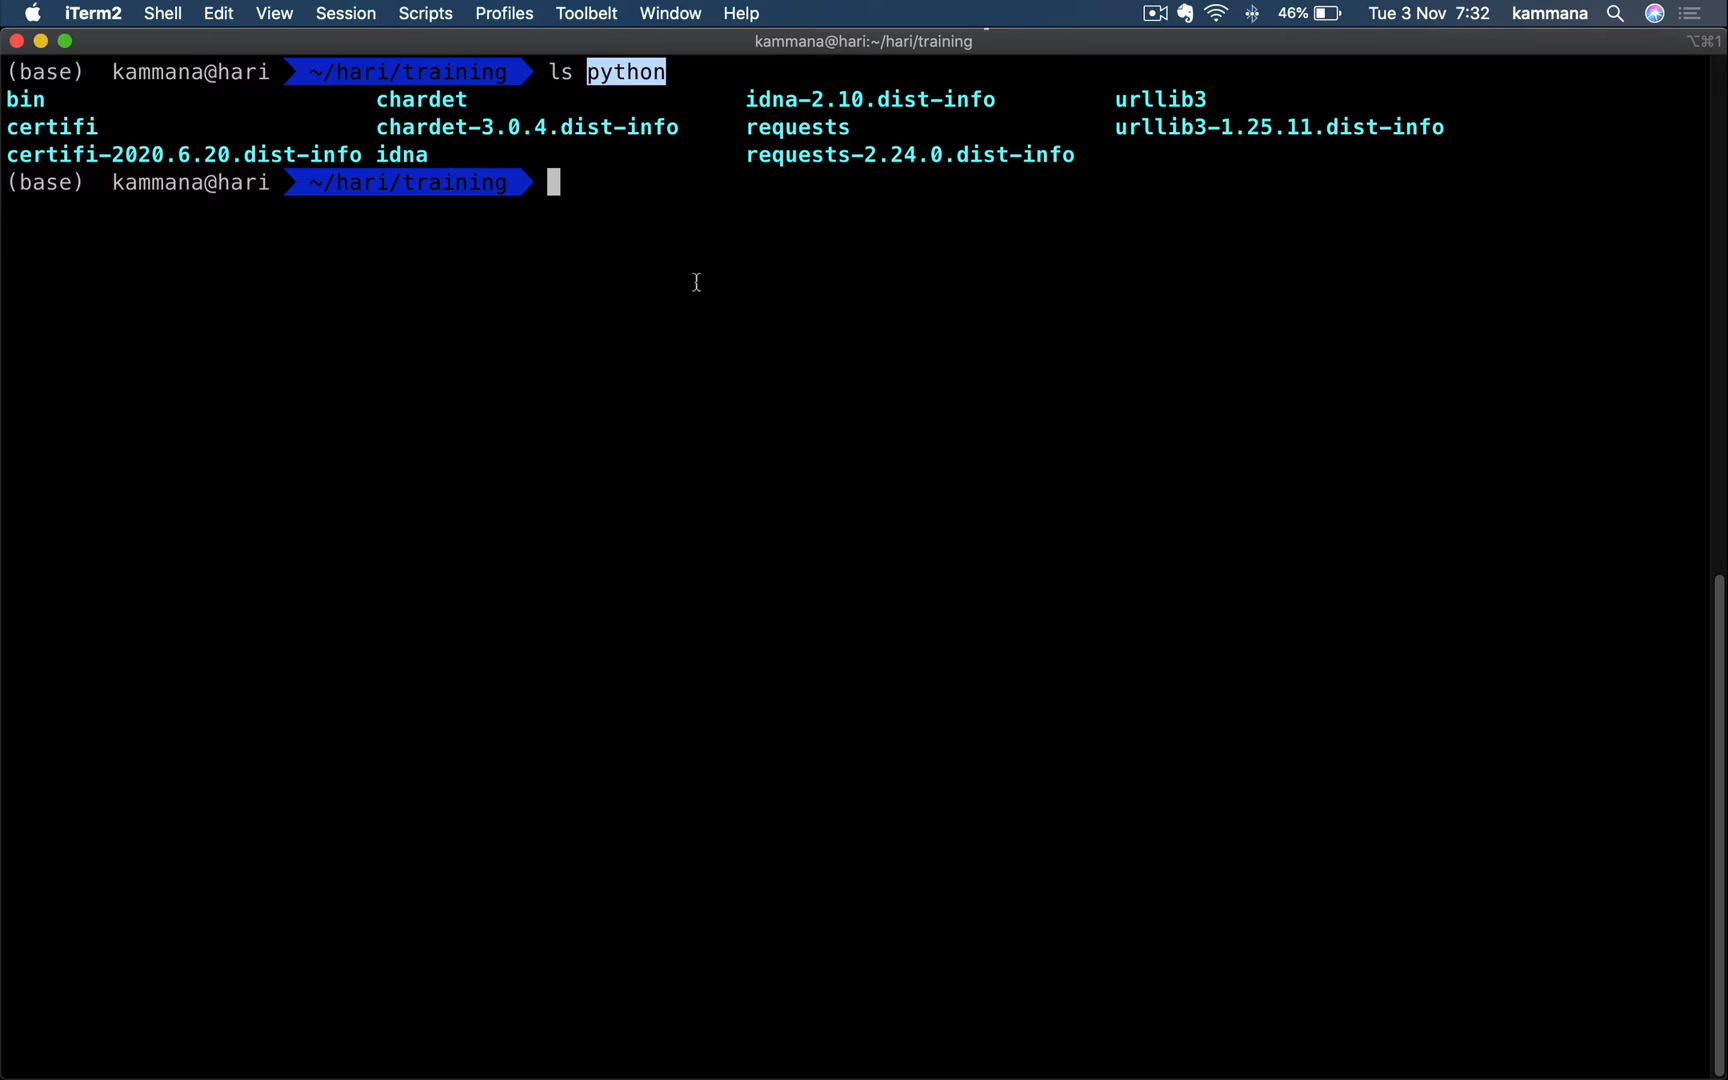 iTerm2 Shell Edit View Session Scripts Profiles Toolbelt Window Help 46% Tue 3 Nov 7:32 kammana
kammana@hari:~/hari/training ⌥⌘1
(base) kammana@hari ~/hari/training ls python
bin chardet idna-2.10.dist-info urllib3
certifi chardet-3.0.4.dist-info requests urllib3-1.25.11.dist-info
certifi-2020.6.20.dist-info idna requests-2.24.0.dist-info
(base) kammana@hari ~/hari/training